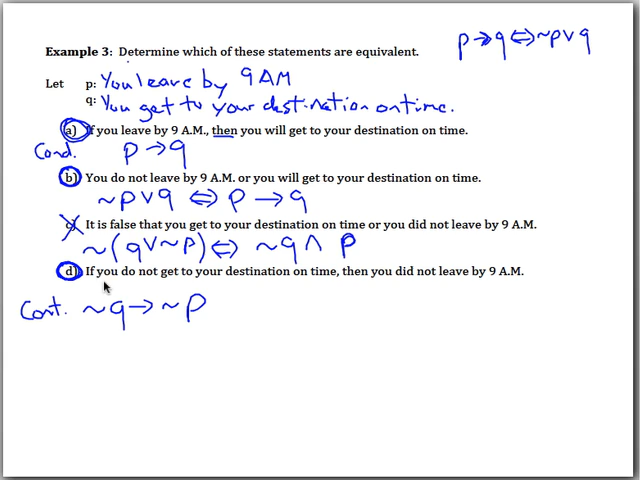 p → q ⇔ ~p ∨ q
Example 3: Determine which of these statements are equivalent.
Let p: You leave by 9 AM
q: You get to your destination on time.
a) If you leave by 9 A.M., then you will get to your destination on time.
Cond. p → q
b) You do not leave by 9 A.M. or you will get to your destination on time.
~p ∨ q ⇔ p → q
c) It is false that you get to your destination on time or you did not leave by 9 A.M.
~(q ∨ ~p) ⇔ ~q ∧ p
d) If you do not get to your destination on time, then you did not leave by 9 A.M.
Cont. ~q → ~p